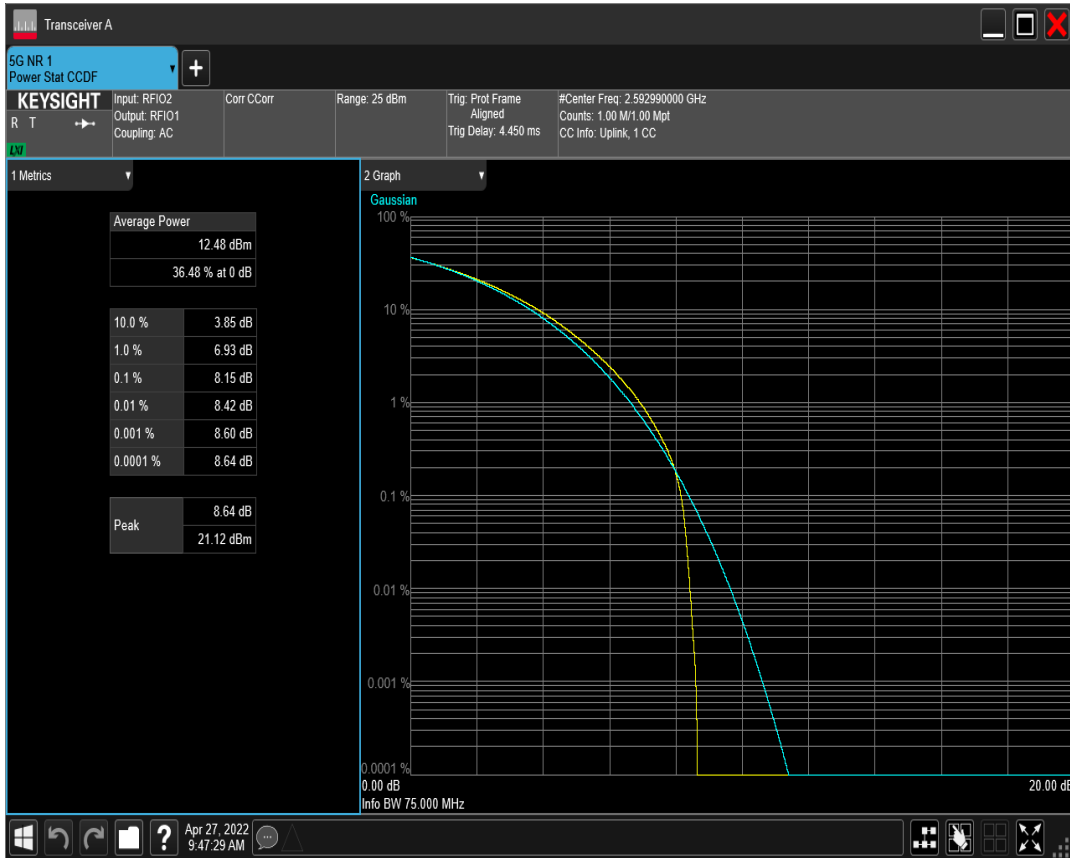 Transceiver A
5G NR 1
Power Stat CCDF
KEYSIGHT
R T
LXI
Input: RFIO2
Output: RFIO1
Coupling: AC
Corr CCorr
Range: 25 dBm
Trig: Prot Frame
Aligned
Trig Delay: 4.450 ms
#Center Freq: 2.592990000 GHz
Counts: 1.00 M/1.00 Mpt
CC Info: Uplink, 1 CC
1 Metrics
Average Power
12.48 dBm
36.48 % at 0 dB
10.0 % 3.85 dB
1.0 % 6.93 dB
0.1 % 8.15 dB
0.01 % 8.42 dB
0.001 % 8.60 dB
0.0001 % 8.64 dB
Peak
8.64 dB
21.12 dBm
2 Graph
Gaussian
100 %
10 %
1 %
0.1 %
0.01 %
0.001 %
0.0001 %
0.00 dB 20.00 dB
Info BW 75.000 MHz
Apr 27, 2022
9:47:29 AM